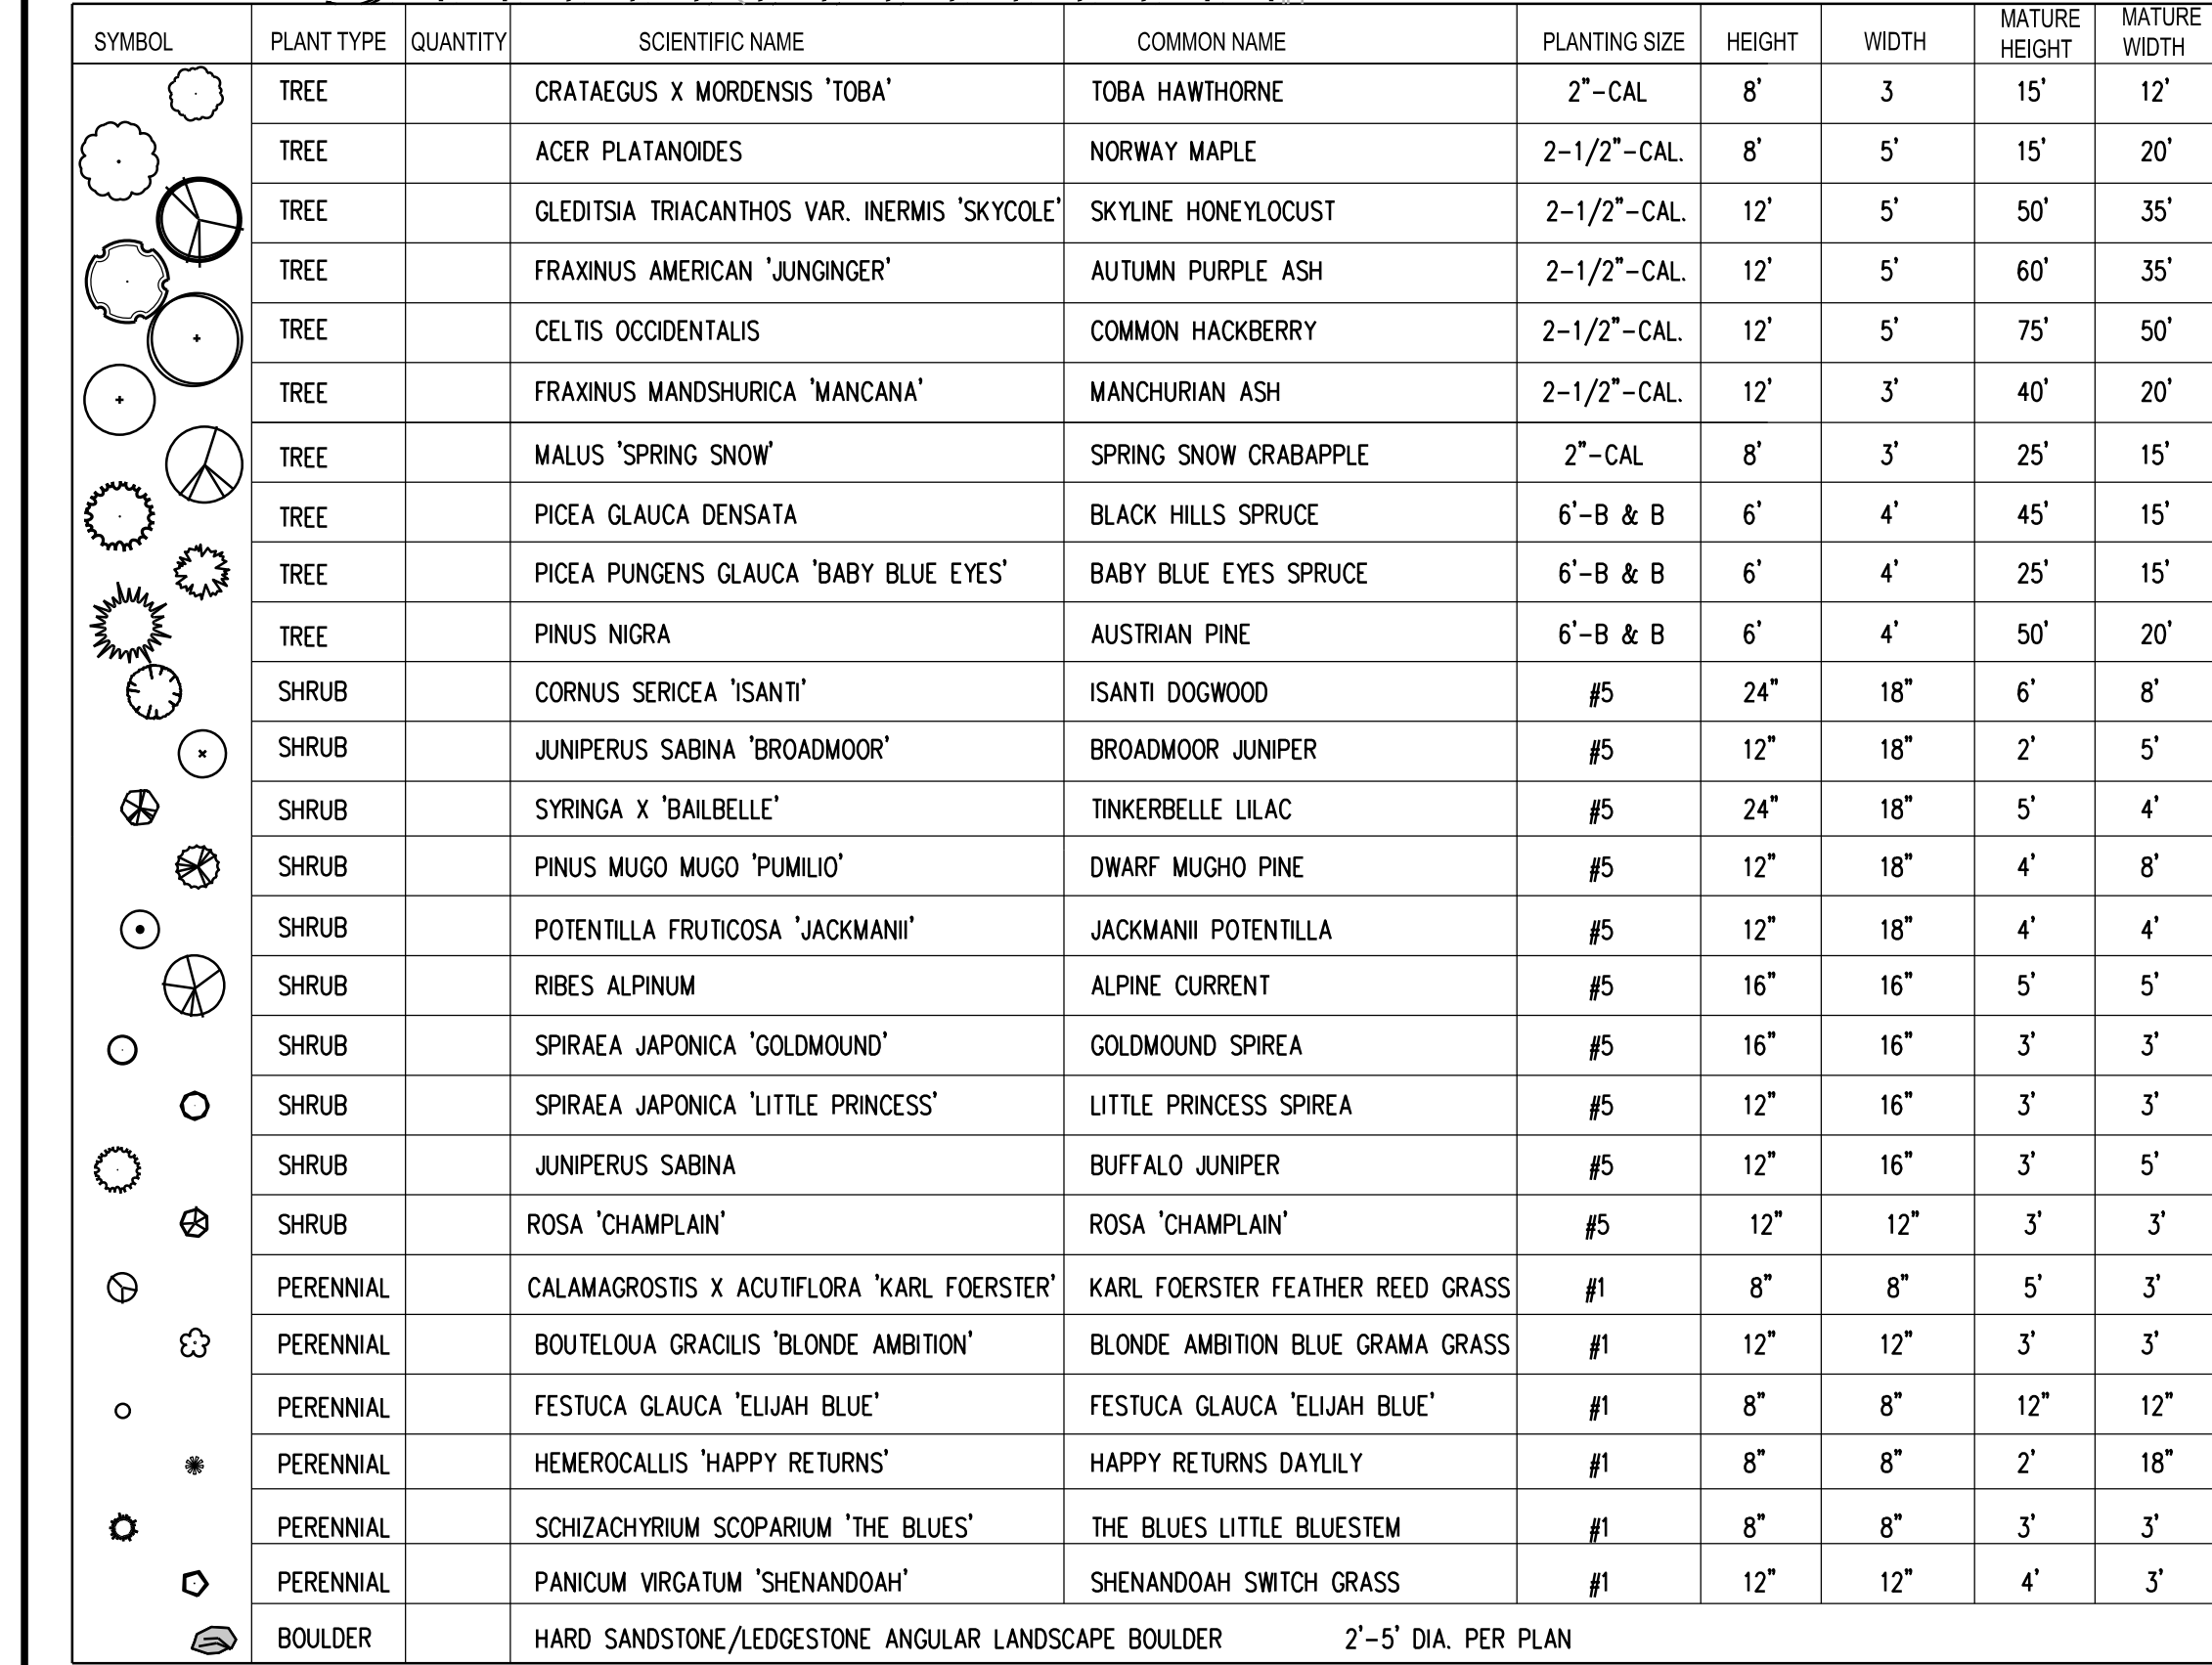 SYMBOL PLANT TYPE QUANTITY SCIENTIFIC NAME COMMON NAME PLANTING SIZE HEIGHT WIDTH MATURE HEIGHT MATURE WIDTH
TREE CRATAEGUS X MORDENSIS 'TOBA' TOBA HAWTHORNE 2"-CAL 8' 3 15' 12'
TREE ACER PLATANOIDES NORWAY MAPLE 2-1/2"-CAL. 8' 5' 15' 20'
TREE GLEDITSIA TRIACANTHOS VAR. INERMIS 'SKYCOLE' SKYLINE HONEYLOCUST 2-1/2"-CAL. 12' 5' 50' 35'
TREE FRAXINUS AMERICAN 'JUNGINGER' AUTUMN PURPLE ASH 2-1/2"-CAL. 12' 5' 60' 35'
TREE CELTIS OCCIDENTALIS COMMON HACKBERRY 2-1/2"-CAL. 12' 5' 75' 50'
TREE FRAXINUS MANDSHURICA 'MANCANA' MANCHURIAN ASH 2-1/2"-CAL. 12' 3' 40' 20'
TREE MALUS 'SPRING SNOW' SPRING SNOW CRABAPPLE 2"-CAL 8' 3' 25' 15'
TREE PICEA GLAUCA DENSATA BLACK HILLS SPRUCE 6'-B & B 6' 4' 45' 15'
TREE PICEA PUNGENS GLAUCA 'BABY BLUE EYES' BABY BLUE EYES SPRUCE 6'-B & B 6' 4' 25' 15'
TREE PINUS NIGRA AUSTRIAN PINE 6'-B & B 6' 4' 50' 20'
SHRUB CORNUS SERICEA 'ISANTI' ISANTI DOGWOOD #5 24" 18" 6' 8'
SHRUB JUNIPERUS SABINA 'BROADMOOR' BROADMOOR JUNIPER #5 12" 18" 2' 5'
SHRUB SYRINGA X 'BAILBELLE' TINKERBELLE LILAC #5 24" 18" 5' 4'
SHRUB PINUS MUGO MUGO 'PUMILIO' DWARF MUGHO PINE #5 12" 18" 4' 8'
SHRUB POTENTILLA FRUTICOSA 'JACKMANII' JACKMANII POTENTILLA #5 12" 18" 4' 4'
SHRUB RIBES ALPINUM ALPINE CURRENT #5 16" 16" 5' 5'
SHRUB SPIRAEA JAPONICA 'GOLDMOUND' GOLDMOUND SPIREA #5 16" 16" 3' 3'
SHRUB SPIRAEA JAPONICA 'LITTLE PRINCESS' LITTLE PRINCESS SPIREA #5 12" 16" 3' 3'
SHRUB JUNIPERUS SABINA BUFFALO JUNIPER #5 12" 16" 3' 5'
SHRUB ROSA 'CHAMPLAIN' ROSA 'CHAMPLAIN' #5 12" 12" 3' 3'
PERENNIAL CALAMAGROSTIS X ACUTIFLORA 'KARL FOERSTER' KARL FOERSTER FEATHER REED GRASS #1 8" 8" 5' 3'
PERENNIAL BOUTELOUA GRACILIS 'BLONDE AMBITION' BLONDE AMBITION BLUE GRAMA GRASS #1 12" 12" 3' 3'
PERENNIAL FESTUCA GLAUCA 'ELIJAH BLUE' FESTUCA GLAUCA 'ELIJAH BLUE' #1 8" 8" 12" 12"
PERENNIAL HEMEROCALLIS 'HAPPY RETURNS' HAPPY RETURNS DAYLILY #1 8" 8" 2' 18"
PERENNIAL SCHIZACHYRIUM SCOPARIUM 'THE BLUES' THE BLUES LITTLE BLUESTEM #1 8" 8" 3' 3'
PERENNIAL PANICUM VIRGATUM 'SHENANDOAH' SHENANDOAH SWITCH GRASS #1 12" 12" 4' 3'
BOULDER HARD SANDSTONE/LEDGESTONE ANGULAR LANDSCAPE BOULDER 2'-5' DIA. PER PLAN